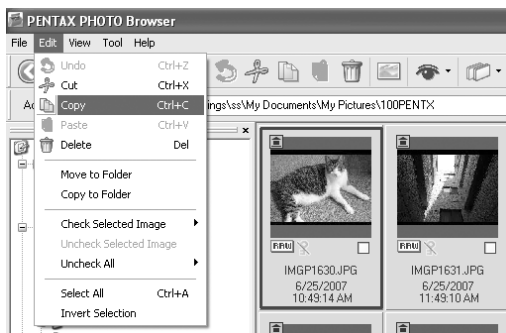 PENTAX PHOTO Browser
File Edit View Tool Help
Undo Ctrl+Z
Cut Ctrl+X
Copy Ctrl+C
Paste Ctrl+V
Delete Del
Move to Folder
Copy to Folder
Check Selected Image
Uncheck Selected Image
Uncheck All
Select All Ctrl+A
Invert Selection
ings\ss\My Documents\My Pictures\100PENTX
RAW
IMGP1630.JPG
6/25/2007
10:49:14 AM
RAW
IMGP1631.JPG
6/25/2007
11:49:10 AM